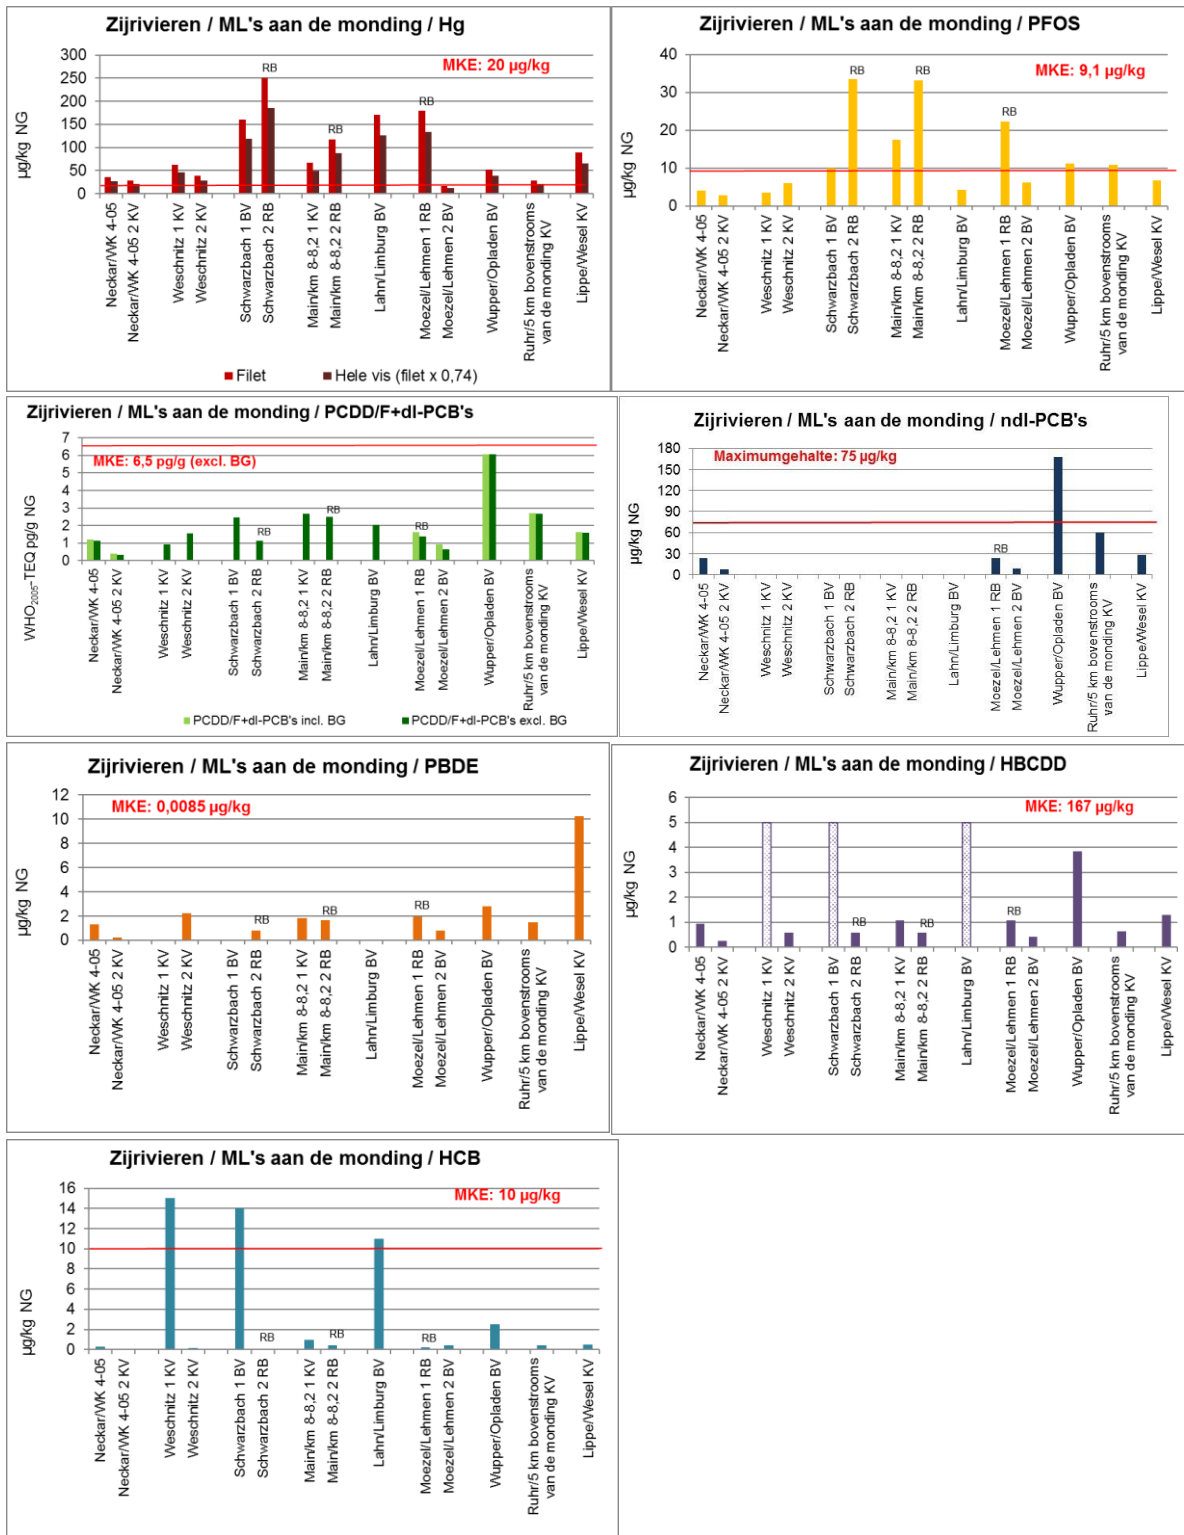 Zijrivieren / ML's aan de monding / Hg
MKE: 20 µg/kg
µg/kg NG
300
250
200
150
100
50
0
RB
RB
RB
Neckar/WK 4-05
Neckar/WK 4-05 2 KV
Weschnitz 1 KV
Weschnitz 2 KV
Schwarzbach 1 BV
Schwarzbach 2 RB
Main/km 8-8,2 1 KV
Main/km 8-8,2 2 RB
Lahn/Limburg BV
Moezel/Lehmen 1 RB
Moezel/Lehmen 2 BV
Wupper/Opladen BV
Ruhr/5 km bovenstrooms
van de monding KV
Lippe/Wesel KV
Filet
Hele vis (filet x 0,74)
Zijrivieren / ML's aan de monding / PFOS
MKE: 9,1 µg/kg
µg/kg NG
40
30
20
10
0
RB
RB
RB
Neckar/WK 4-05
Neckar/WK 4-05 2 KV
Weschnitz 1 KV
Weschnitz 2 KV
Schwarzbach 1 BV
Schwarzbach 2 RB
Main/km 8-8,2 1 KV
Main/km 8-8,2 2 RB
Lahn/Limburg BV
Moezel/Lehmen 1 RB
Moezel/Lehmen 2 BV
Wupper/Opladen BV
Ruhr/5 km bovenstrooms
van de monding KV
Lippe/Wesel KV
Zijrivieren / ML's aan de monding / PCDD/F+dl-PCB's
MKE: 6,5 pg/g (excl. BG)
WHO2005-TEQ pg/g NG
7
6
5
4
3
2
1
0
RB
RB
RB
Neckar/WK 4-05
Neckar/WK 4-05 2 KV
Weschnitz 1 KV
Weschnitz 2 KV
Schwarzbach 1 BV
Schwarzbach 2 RB
Main/km 8-8,2 1 KV
Main/km 8-8,2 2 RB
Lahn/Limburg BV
Moezel/Lehmen 1 RB
Moezel/Lehmen 2 BV
Wupper/Opladen BV
Ruhr/5 km bovenstrooms
van de monding KV
Lippe/Wesel KV
PCDD/F+dl-PCB's incl. BG
PCDD/F+dl-PCB's excl. BG
Zijrivieren / ML's aan de monding / ndl-PCB's
Maximumgehalte: 75 µg/kg
µg/kg NG
180
150
120
90
60
30
0
RB
Neckar/WK 4-05
Neckar/WK 4-05 2 KV
Weschnitz 1 KV
Weschnitz 2 KV
Schwarzbach 1 BV
Schwarzbach 2 RB
Main/km 8-8,2 1 KV
Main/km 8-8,2 2 RB
Lahn/Limburg BV
Moezel/Lehmen 1 RB
Moezel/Lehmen 2 BV
Wupper/Opladen BV
Ruhr/5 km bovenstrooms
van de monding KV
Lippe/Wesel KV
Zijrivieren / ML's aan de monding / PBDE
MKE: 0,0085 µg/kg
µg/kg NG
12
10
8
6
4
2
0
RB
RB
RB
Neckar/WK 4-05
Neckar/WK 4-05 2 KV
Weschnitz 1 KV
Weschnitz 2 KV
Schwarzbach 1 BV
Schwarzbach 2 RB
Main/km 8-8,2 1 KV
Main/km 8-8,2 2 RB
Lahn/Limburg BV
Moezel/Lehmen 1 RB
Moezel/Lehmen 2 BV
Wupper/Opladen BV
Ruhr/5 km bovenstrooms
van de monding KV
Lippe/Wesel KV
Zijrivieren / ML's aan de monding / HBCDD
MKE: 167 µg/kg
µg/kg NG
6
5
4
3
2
1
0
RB
RB
RB
Neckar/WK 4-05
Neckar/WK 4-05 2 KV
Weschnitz 1 KV
Weschnitz 2 KV
Schwarzbach 1 BV
Schwarzbach 2 RB
Main/km 8-8,2 1 KV
Main/km 8-8,2 2 RB
Lahn/Limburg BV
Moezel/Lehmen 1 RB
Moezel/Lehmen 2 BV
Wupper/Opladen BV
Ruhr/5 km bovenstrooms
van de monding KV
Lippe/Wesel KV
Zijrivieren / ML's aan de monding / HCB
MKE: 10 µg/kg
µg/kg NG
16
14
12
10
8
6
4
2
0
RB
RB
RB
Neckar/WK 4-05
Neckar/WK 4-05 2 KV
Weschnitz 1 KV
Weschnitz 2 KV
Schwarzbach 1 BV
Schwarzbach 2 RB
Main/km 8-8,2 1 KV
Main/km 8-8,2 2 RB
Lahn/Limburg BV
Moezel/Lehmen 1 RB
Moezel/Lehmen 2 BV
Wupper/Opladen BV
Ruhr/5 km bovenstrooms
van de monding KV
Lippe/Wesel KV